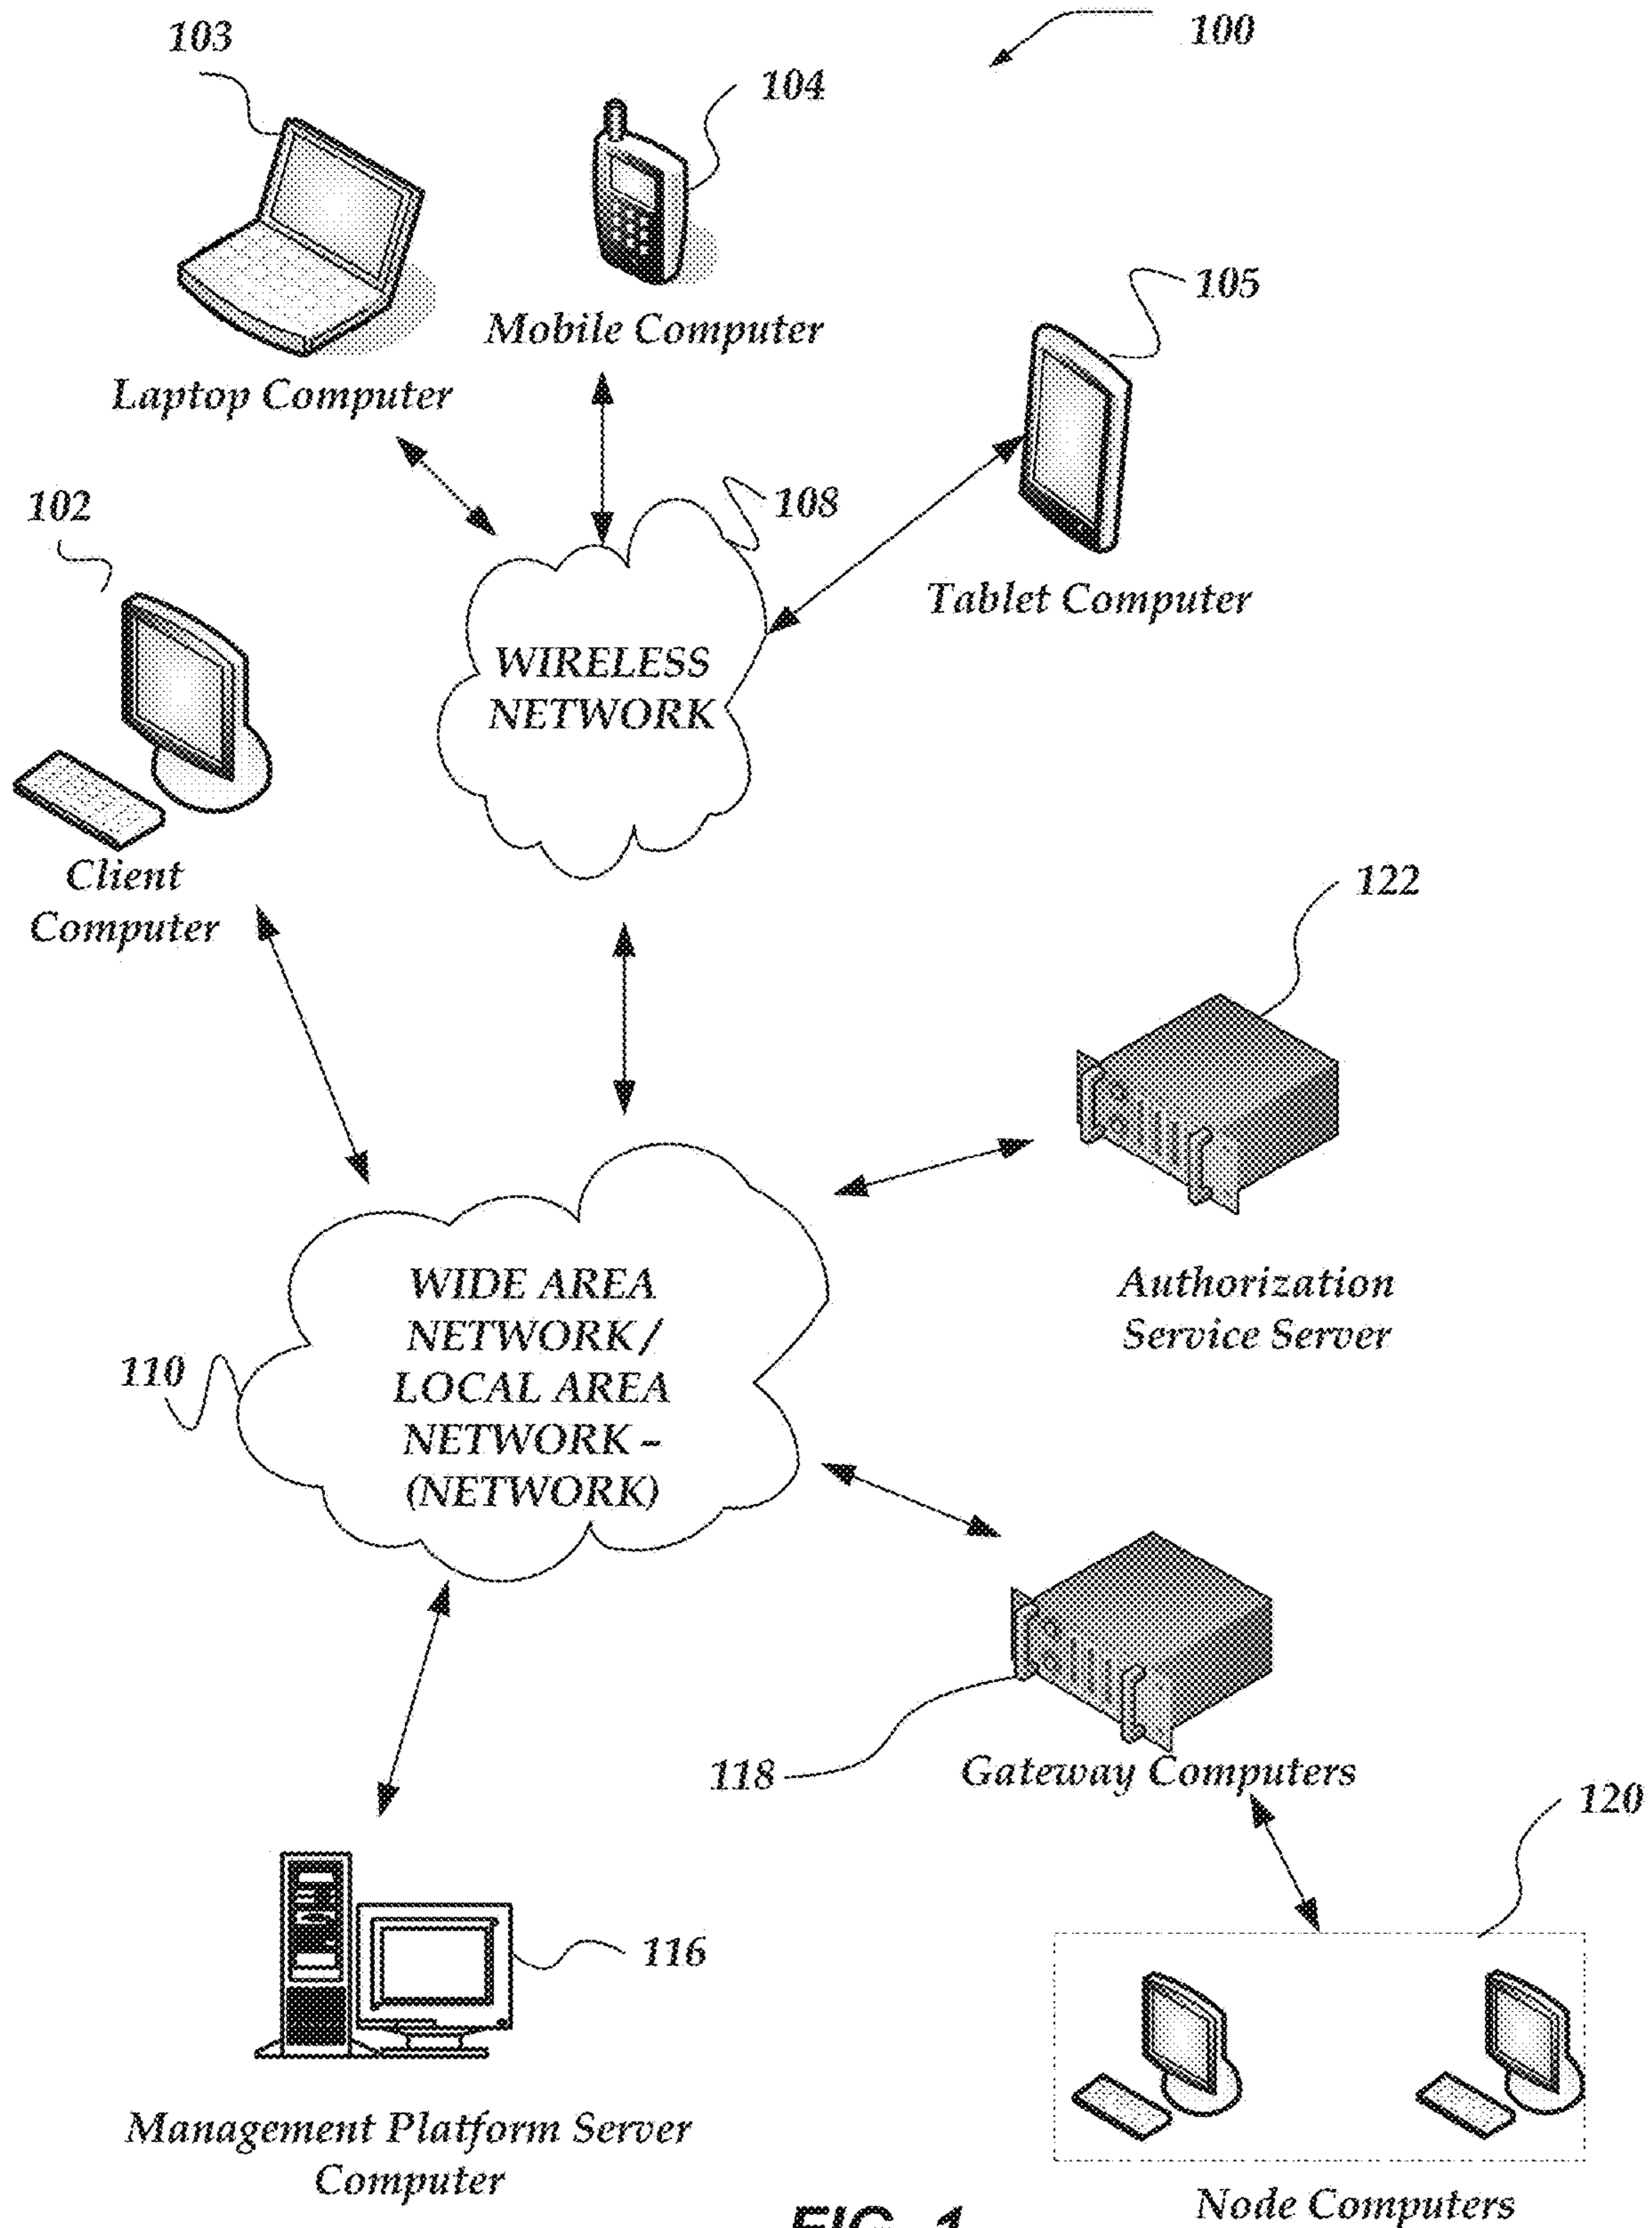 103
100
104
105
Mobile Computer
Laptop Computer
102
108
Tablet Computer
WIRELESS
NETWORK
Client
Computer
122
WIDE AREA
NETWORK /
LOCAL AREA
NETWORK –
(NETWORK)
110
Authorization
Service Server
118
Gateway Computers
120
116
Management Platform Server
Computer
Node Computers
FIG. 1